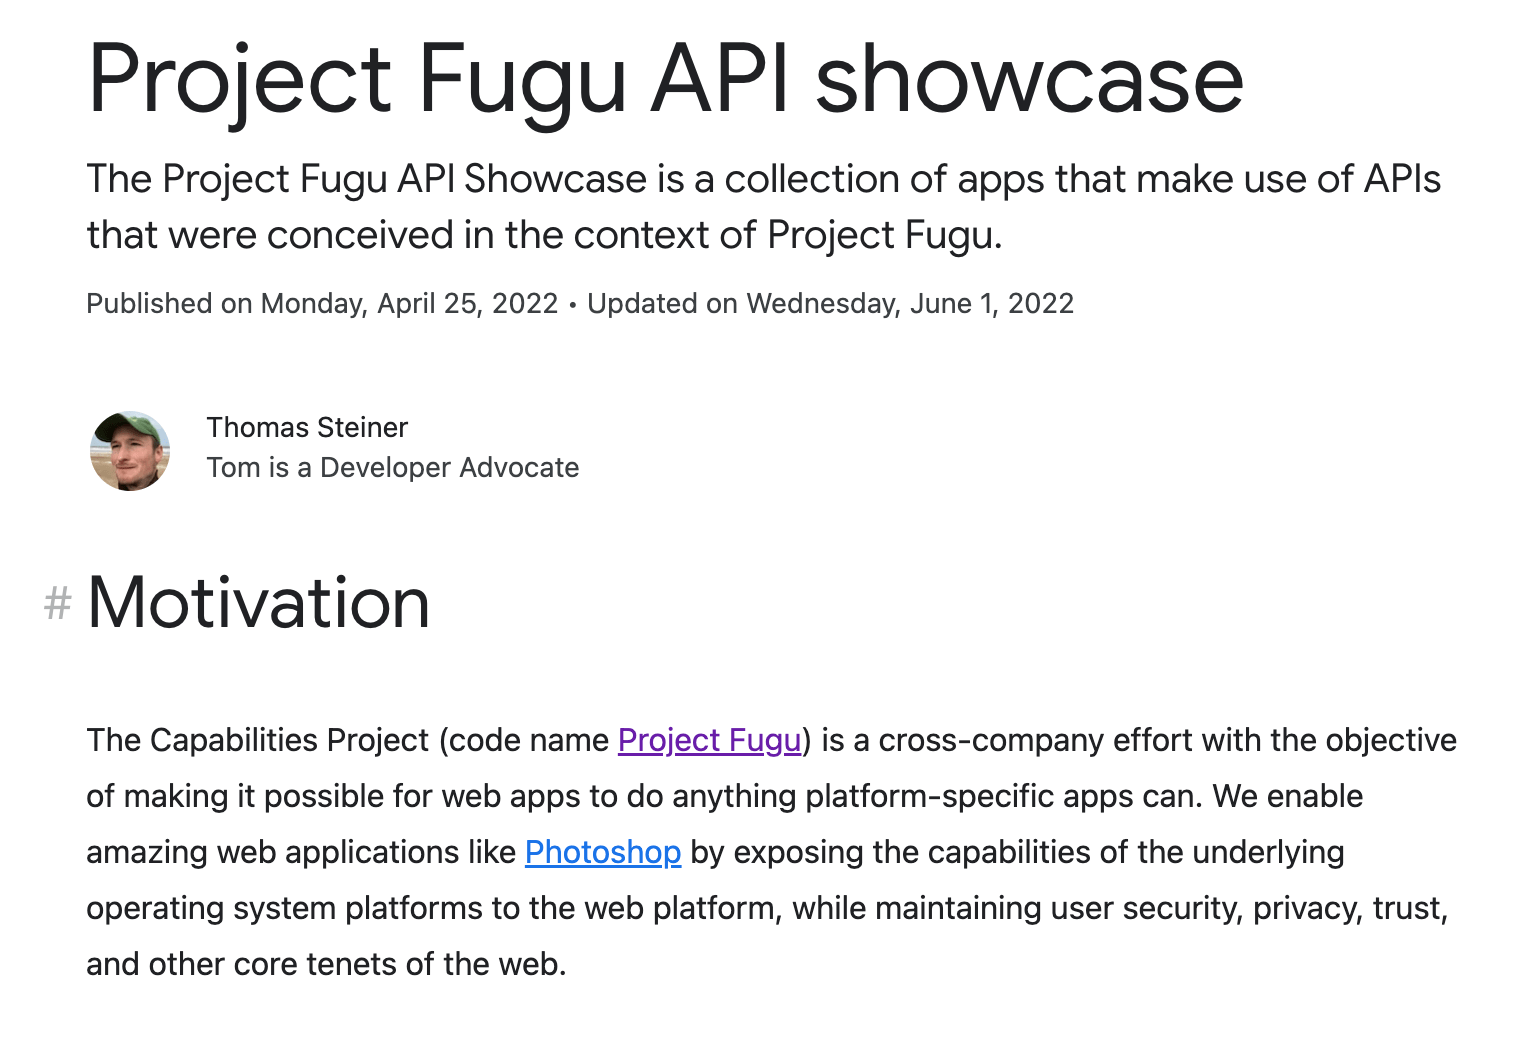 Project Fugu API showcase
The Project Fugu API Showcase is a collection of apps that make use of APIs
that were conceived in the context of Project Fugu.
Published on Monday, April 25, 2022 • Updated on Wednesday, June 1, 2022
Thomas Steiner
Tom is a Developer Advocate
# Motivation
The Capabilities Project (code name Project Fugu) is a cross-company effort with the objective
of making it possible for web apps to do anything platform-specific apps can. We enable
amazing web applications like Photoshop by exposing the capabilities of the underlying
operating system platforms to the web platform, while maintaining user security, privacy, trust,
and other core tenets of the web.